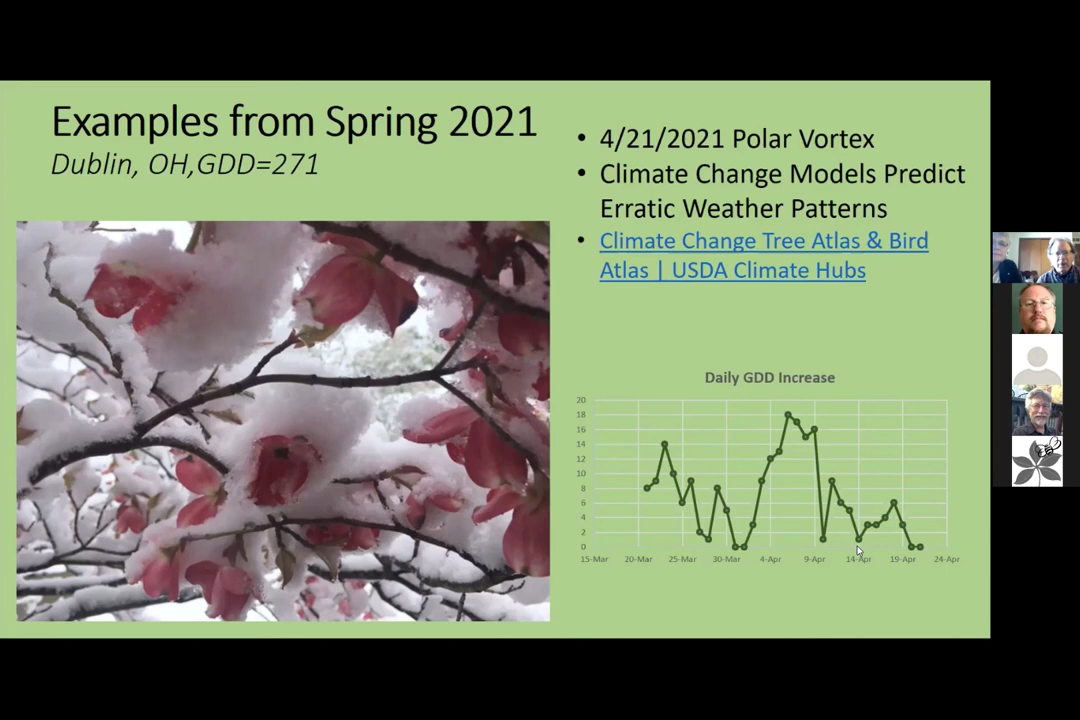 Examples from Spring 2021
Dublin, OH,GDD=271
• 4/21/2021 Polar Vortex
• Climate Change Models Predict
Erratic Weather Patterns
• Climate Change Tree Atlas & Bird
Atlas | USDA Climate Hubs
Daily GDD Increase
20
18
16
14
12
10
8
6
4
2
0
15-Mar 20-Mar 25-Mar 30-Mar 4-Apr 9-Apr 14-Apr 19-Apr 24-Apr